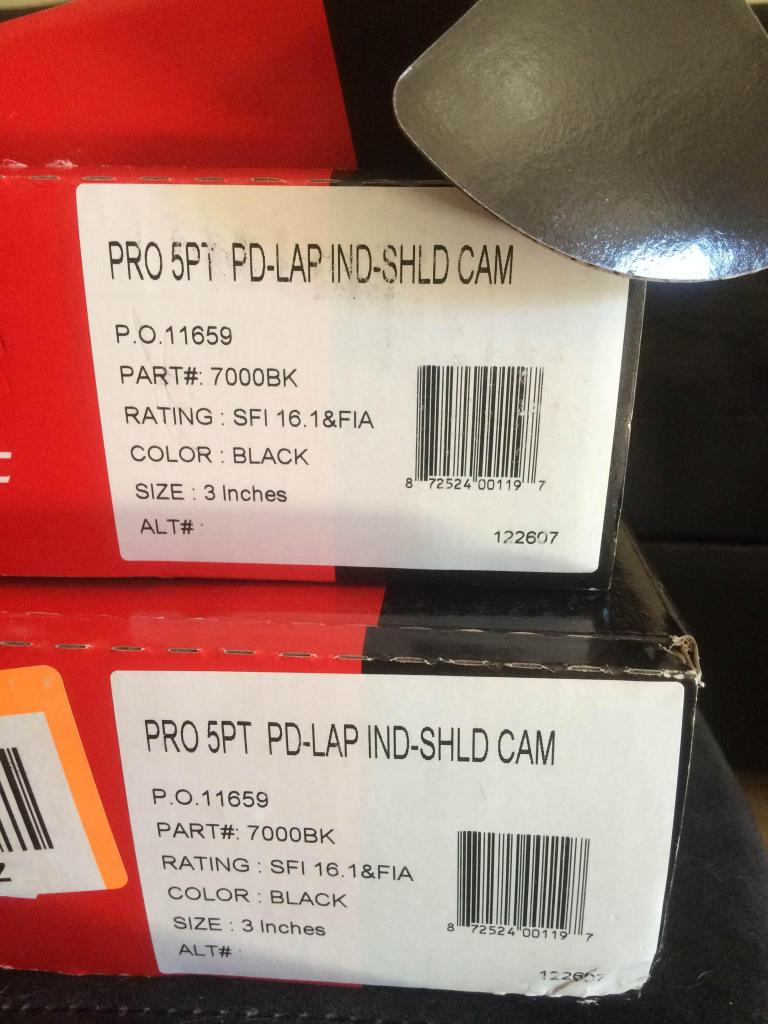 PRO 5PT PD-LAP IND-SHLD CAM
P.O.11659
PART#: 7000BK
RATING : SFI 16.1&FIA
COLOR : BLACK
SIZE : 3 Inches
ALT# :
8 72524 00119 7
122607
PRO 5PT PD-LAP IND-SHLD CAM
P.O.11659
PART#: 7000BK
RATING : SFI 16.1&FIA
COLOR : BLACK
SIZE : 3 Inches
ALT# :
8 72524 00119 7
122607